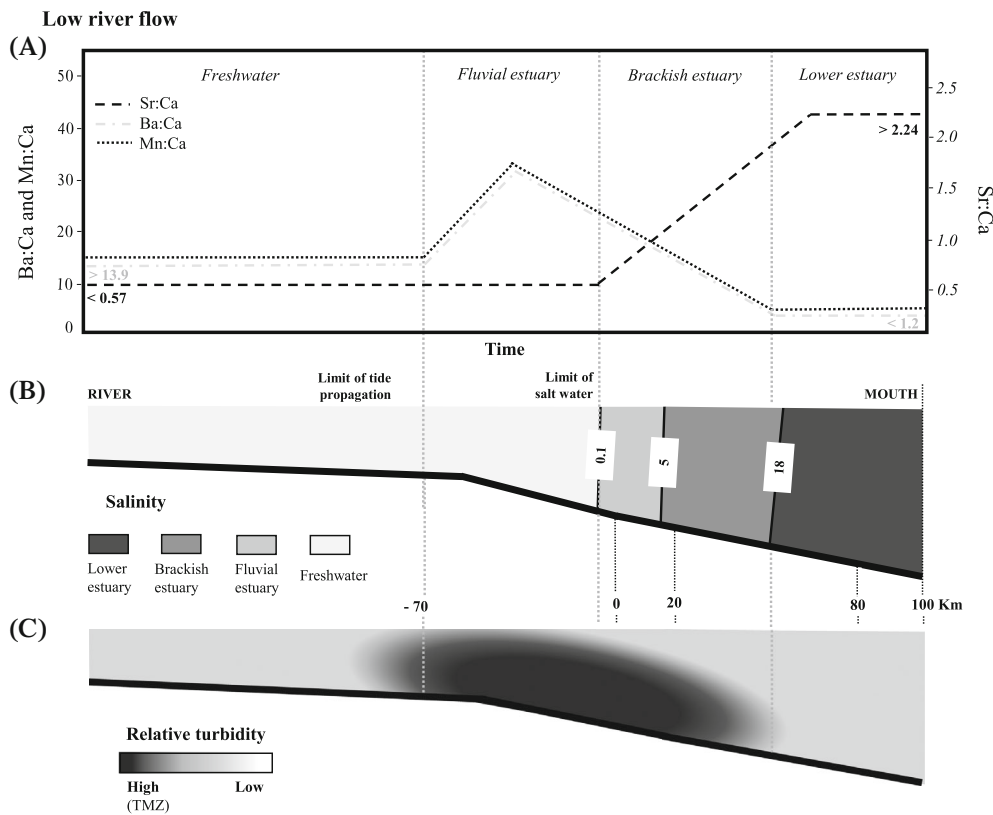 Low river flow
(A)
Freshwater
Fluvial estuary
Brackish estuary
Lower estuary
Sr:Ca
Ba:Ca
Mn:Ca
Ba:Ca and Mn:Ca
50
40
30
20
10
0
> 13.9
< 0.57
> 2.24
< 1.2
2.5
2.0
1.5
1.0
0.5
Sr:Ca
Time
(B)
RIVER
Limit of tide
propagation
Limit of
salt water
MOUTH
0.1
5
18
Salinity
Lower
estuary
Brackish
estuary
Fluvial
estuary
Freshwater
- 70
0
20
80
100 Km
(C)
Relative turbidity
High
(TMZ)
Low